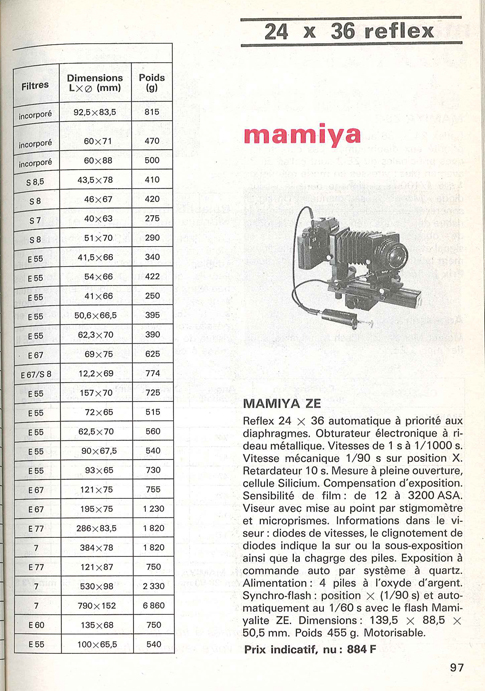 24 x 36 reflex
Filtres Dimensions L×∅ (mm) Poids (g)
incorporé 92,5×83,5 815
incorporé 60×71 470
incorporé 60×88 500
S 8,5 43,5×78 410
S 8 46×67 420
S 7 40×63 275
S 8 51×70 290
E 55 41,5×66 340
E 55 54×66 422
E 55 41×66 250
E 55 50,6×66,5 395
E 55 62,3×70 390
E 67 69×75 625
E 67/S 8 12,2×69 774
E 55 157×70 725
E 55 72×65 515
E 55 62,5×70 560
E 55 90×67,5 540
E 55 93×65 730
E 67 121×75 755
E 67 195×75 1 230
E 77 286×83,5 1 820
7 384×78 1 820
E 77 121×87 750
7 530×98 2 330
7 790×152 6 860
E 60 135×68 750
E 55 100×65,5 540
mamiya
MAMIYA ZE
Reflex 24 × 36 automatique à priorité aux
diaphragmes. Obturateur électronique à ri-
deau métallique. Vitesses de 1 s à 1/1000 s.
Vitesse mécanique 1/90 s sur position X.
Retardateur 10 s. Mesure à pleine ouverture,
cellule Silicium. Compensation d'exposition.
Sensibilité de film : de 12 à 3200 ASA.
Viseur avec mise au point par stigmomètre
et microprismes. Informations dans le vi-
seur : diodes de vitesses, le clignotement de
diodes indique la sur ou la sous-exposition
ainsi que la chagrge des piles. Exposition à
commande auto par système à quartz.
Alimentation : 4 piles à l'oxyde d'argent.
Synchro-flash : position × (1/90 s) et auto-
matiquement au 1/60 s avec le flash Mami-
yalite ZE. Dimensions : 139,5 × 88,5 ×
50,5 mm. Poids 455 g. Motorisable.
Prix indicatif, nu : 884 F
97